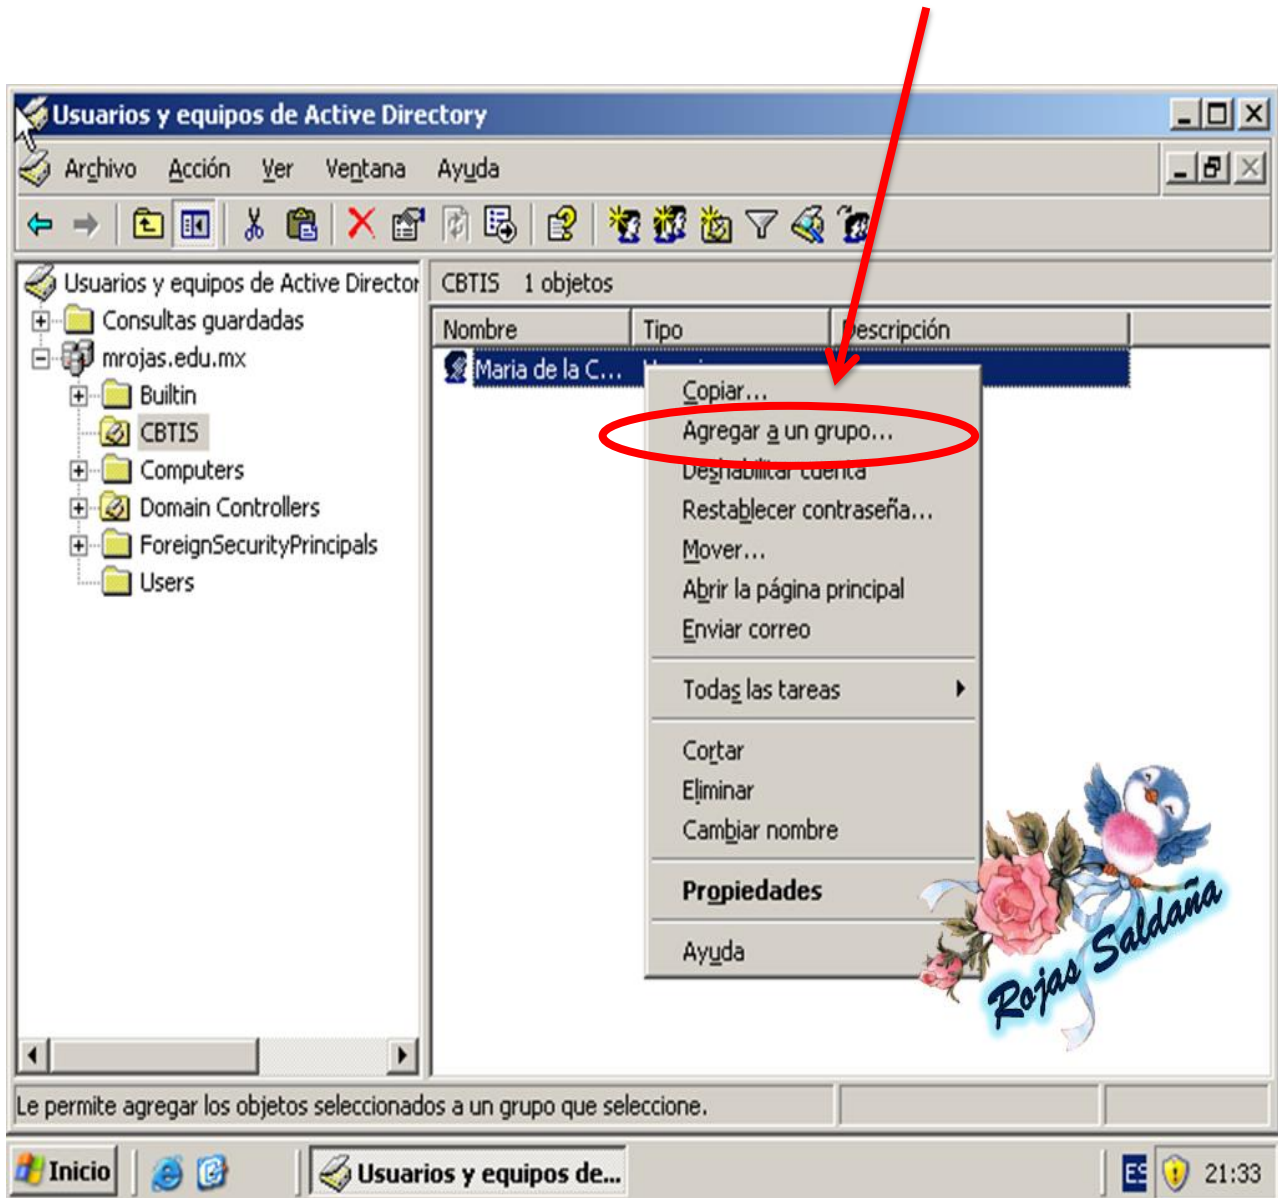 Usuarios y equipos de Active Directory
Archivo Acción Ver Ventana Ayuda
Usuarios y equipos de Active Director
Consultas guardadas
mrojas.edu.mx
Builtin
CBTIS
Computers
Domain Controllers
ForeignSecurityPrincipals
Users
CBTIS 1 objetos
Nombre Tipo Descripción
Maria de la C...
Copiar...
Agregar a un grupo...
Deshabilitar cuenta
Restablecer contraseña...
Mover...
Abrir la página principal
Enviar correo
Todas las tareas
Cortar
Eliminar
Cambiar nombre
Propiedades
Ayuda
Rojas Saldaña
Le permite agregar los objetos seleccionados a un grupo que seleccione.
Inicio Usuarios y equipos de... ES 21:33